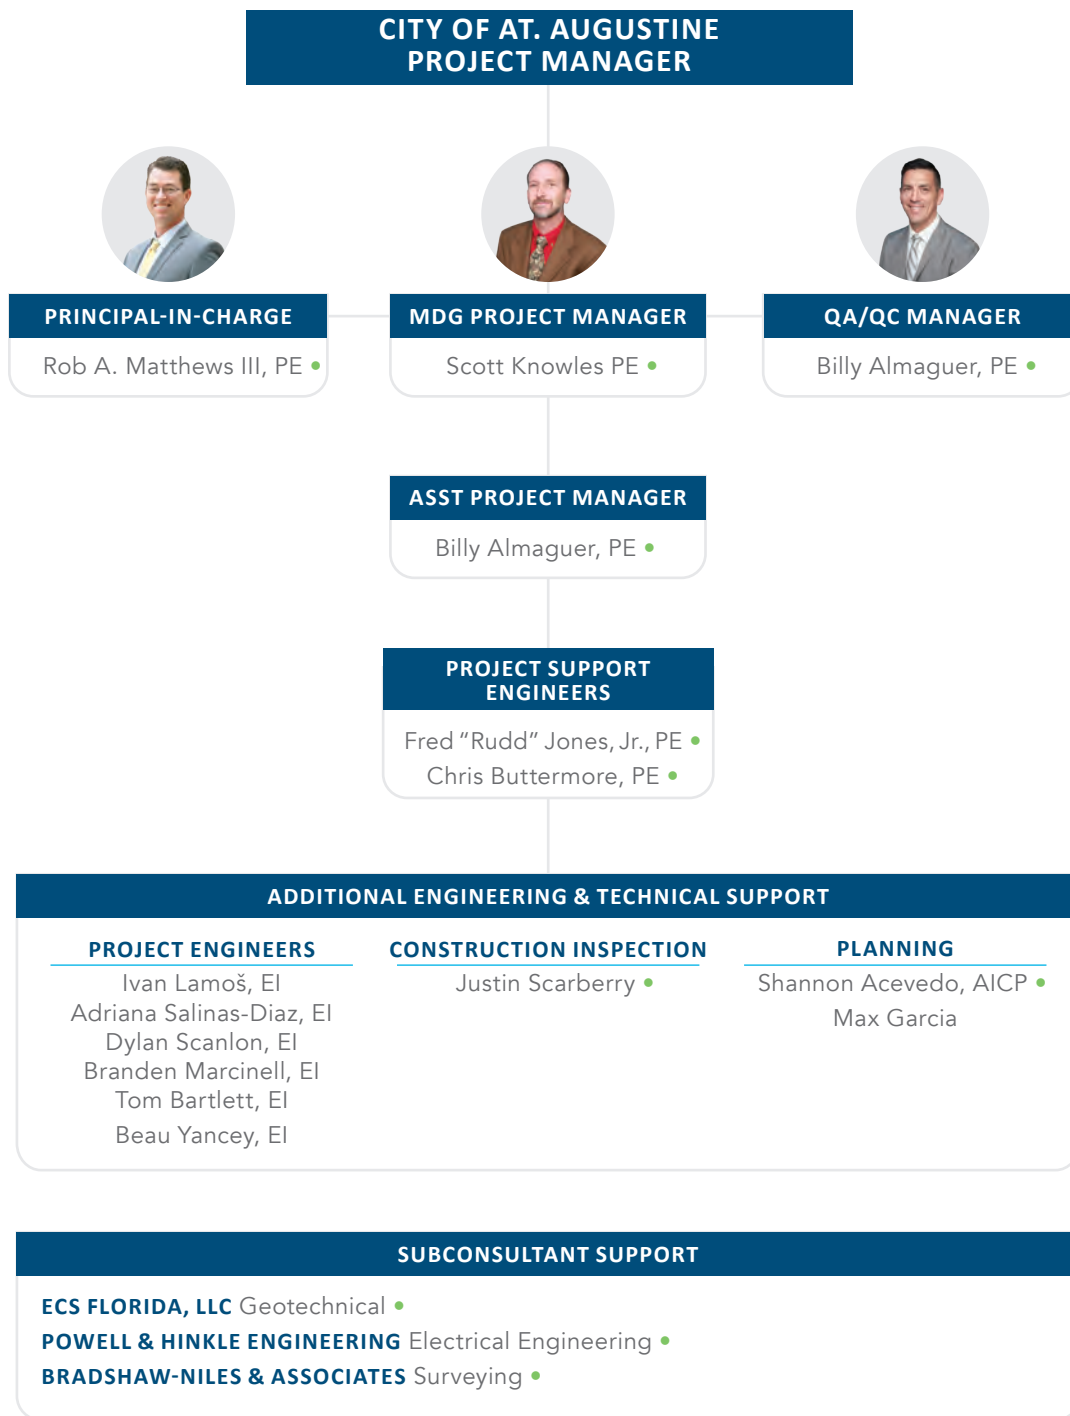 CITY OF AT. AUGUSTINE
PROJECT MANAGER
PRINCIPAL-IN-CHARGE
Rob A. Matthews III, PE •
MDG PROJECT MANAGER
Scott Knowles PE •
QA/QC MANAGER
Billy Almaguer, PE •
ASST PROJECT MANAGER
Billy Almaguer, PE •
PROJECT SUPPORT
ENGINEERS
Fred “Rudd” Jones, Jr., PE •
Chris Buttermore, PE •
ADDITIONAL ENGINEERING & TECHNICAL SUPPORT
PROJECT ENGINEERS
Ivan Lamoš, EI
Adriana Salinas-Diaz, EI
Dylan Scanlon, EI
Branden Marcinell, EI
Tom Bartlett, EI
Beau Yancey, EI
CONSTRUCTION INSPECTION
Justin Scarberry •
PLANNING
Shannon Acevedo, AICP •
Max Garcia
SUBCONSULTANT SUPPORT
ECS FLORIDA, LLC Geotechnical •
POWELL & HINKLE ENGINEERING Electrical Engineering •
BRADSHAW-NILES & ASSOCIATES Surveying •